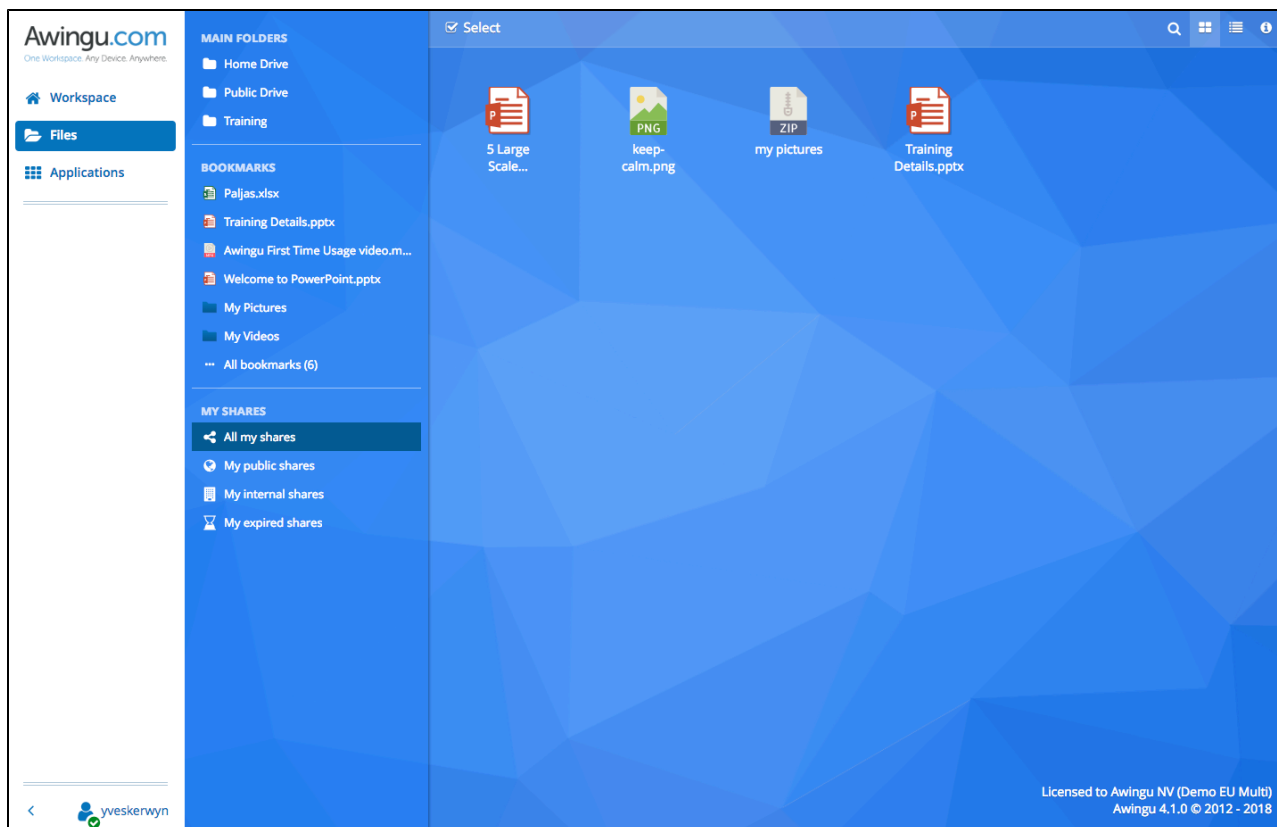 Awingu.com
One Workspace. Any Device. Anywhere.
Workspace
Files
Applications
yveskerwyn
MAIN FOLDERS
Home Drive
Public Drive
Training
BOOKMARKS
Paljas.xlsx
Training Details.pptx
Awingu First Time Usage video.m...
Welcome to PowerPoint.pptx
My Pictures
My Videos
All bookmarks (6)
MY SHARES
All my shares
My public shares
My internal shares
My expired shares
Select
P
5 Large
Scale...
PNG
keep-
calm.png
ZIP
my pictures
P
Training
Details.pptx
Licensed to Awingu NV (Demo EU Multi)
Awingu 4.1.0 © 2012 - 2018